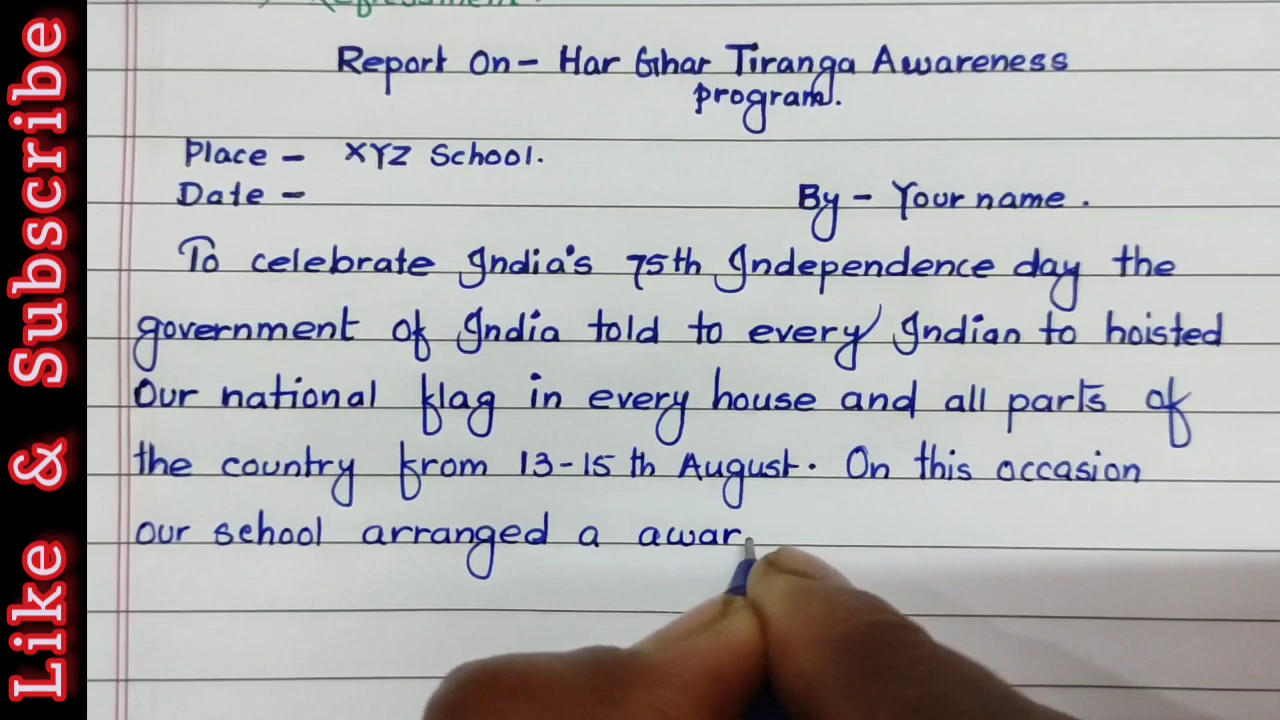 Like & Subscribe
Report On - Har Ghar Tiranga Awareness
program.
Place - XYZ School.
Date -
By - Your name.
To celebrate India's 75th Independence day the
government of India told to every Indian to hoisted
Our national flag in every house and all parts of
the country from 13-15 th August. On this occasion
our school arranged a awar